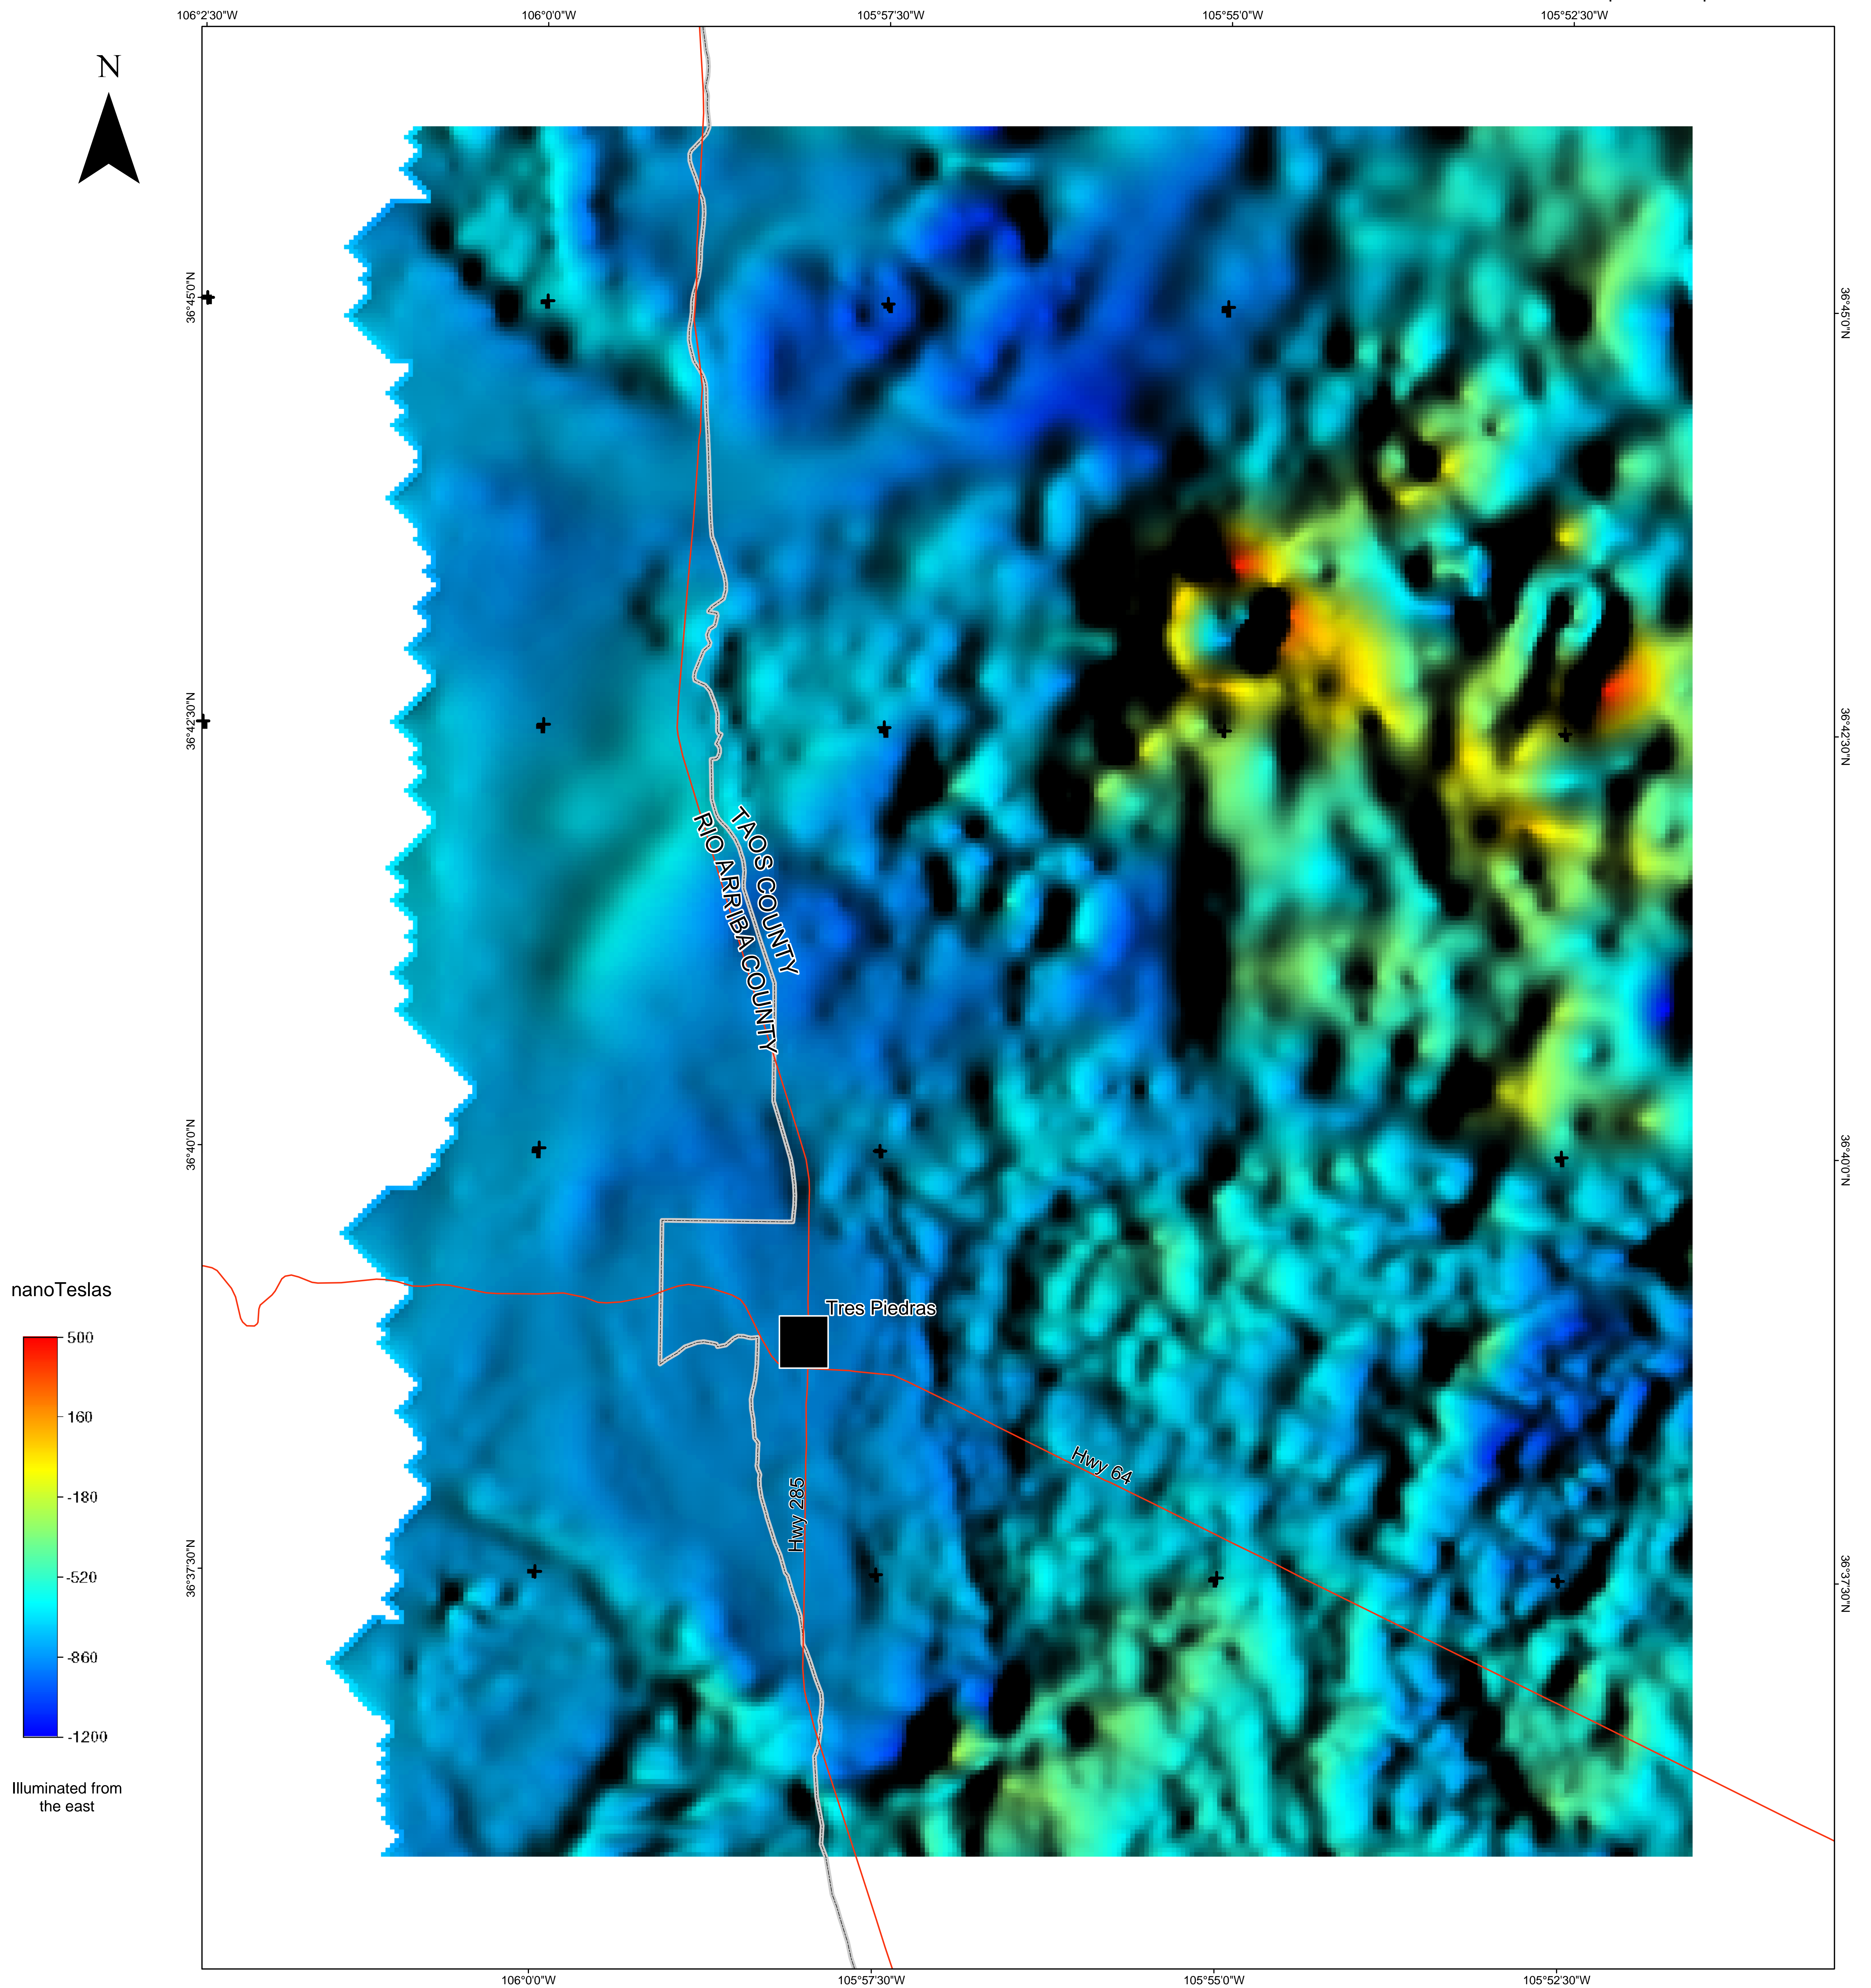 106°2'30"W
106°0'0"W
105°57'30"W
105°55'0"W
105°52'30"W
N
36°45'0"N
36°45'0"N
36°42'30"N
36°42'30"N
TAOS COUNTY
RIO ARRIBA COUNTY
36°40'0"N
36°40'0"N
nanoTeslas
Tres Piedras
500
160
-180
-520
-860
-1200
Hwy 64
Hwy 285
36°37'30"N
36°37'30"N
Illuminated from
the east
106°0'0"W
105°57'30"W
105°55'0"W
105°52'30"W